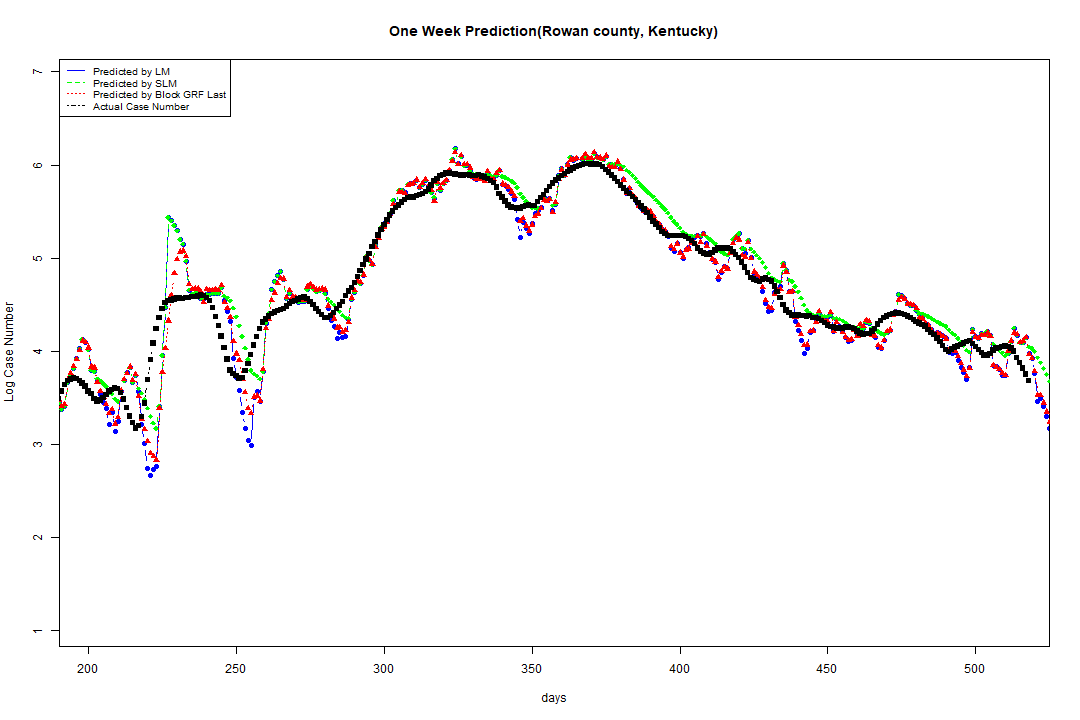 One Week Prediction(Rowan county, Kentucky)
Predicted by LM
Predicted by SLM
Predicted by Block GRF Last
Actual Case Number
Log Case Number
7
6
5
4
3
2
1
200 250 300 350 400 450 500
days